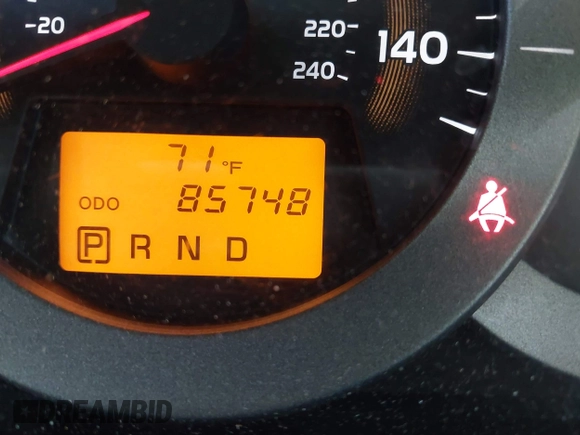 -20
220
140
240
71 °F
ODO 85748
P R N D
DREAMBID